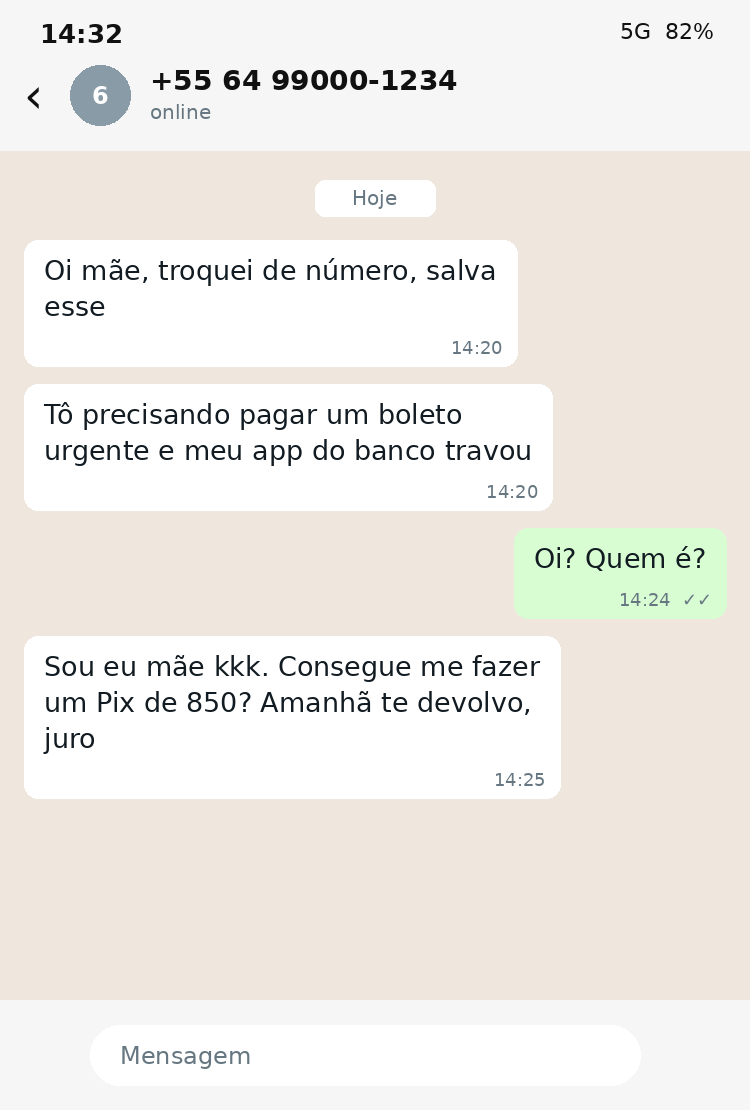 14:32 5G 82%
‹ 6 +55 64 99000-1234
online
Hoje
Oi mãe, troquei de número, salva
esse
14:20
Tô precisando pagar um boleto
urgente e meu app do banco travou
14:20
Oi? Quem é?
14:24 ✓✓
Sou eu mãe kkk. Consegue me fazer
um Pix de 850? Amanhã te devolvo,
juro
14:25
Mensagem